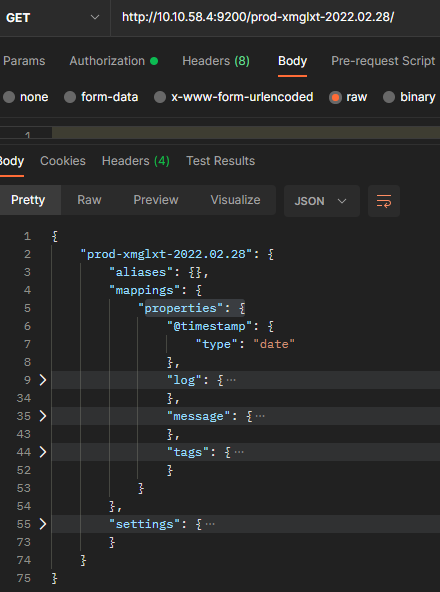 GET http://10.10.58.4:9200/prod-xmglxt-2022.02.28/
Params Authorization Headers (8) Body Pre-request Script
none form-data x-www-form-urlencoded raw binary
1
Body Cookies Headers (4) Test Results
Pretty Raw Preview Visualize JSON
1 {
2 "prod-xmglxt-2022.02.28": {
3 "aliases": {},
4 "mappings": {
5 "properties": {
6 "@timestamp": {
7 "type": "date"
8 },
9 "log": { ⋯
34 },
35 "message": { ⋯
43 },
44 "tags": { ⋯
52 }
53 }
54 },
55 "settings": { ⋯
73 }
74 }
75 }